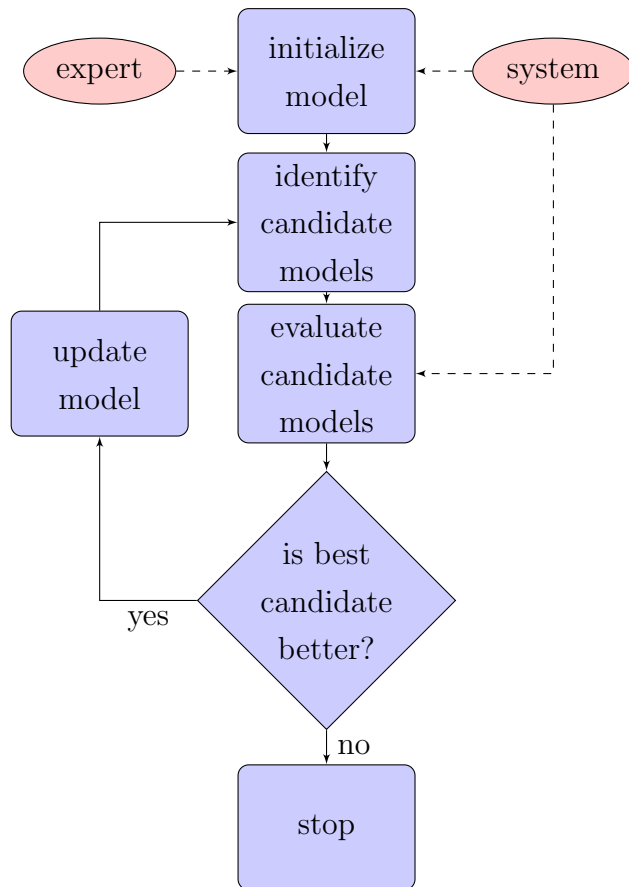 expert
initialize
model
system
identify
candidate
models
update
model
evaluate
candidate
models
is best
candidate
better?
yes
no
stop